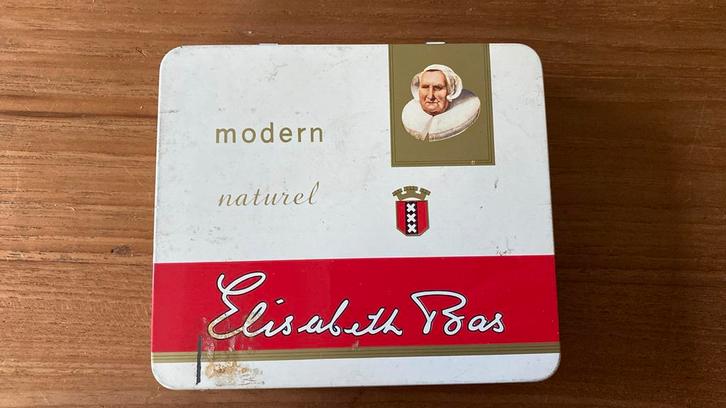 modern
naturel
Elisabeth Bas